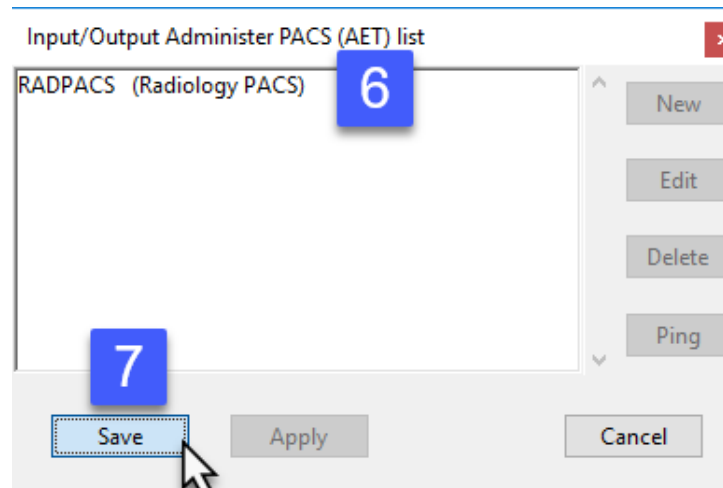 Input/Output Administer PACS (AET) list
RADPACS (Radiology PACS)
6
New
Edit
Delete
Ping
7
Save
Apply
Cancel